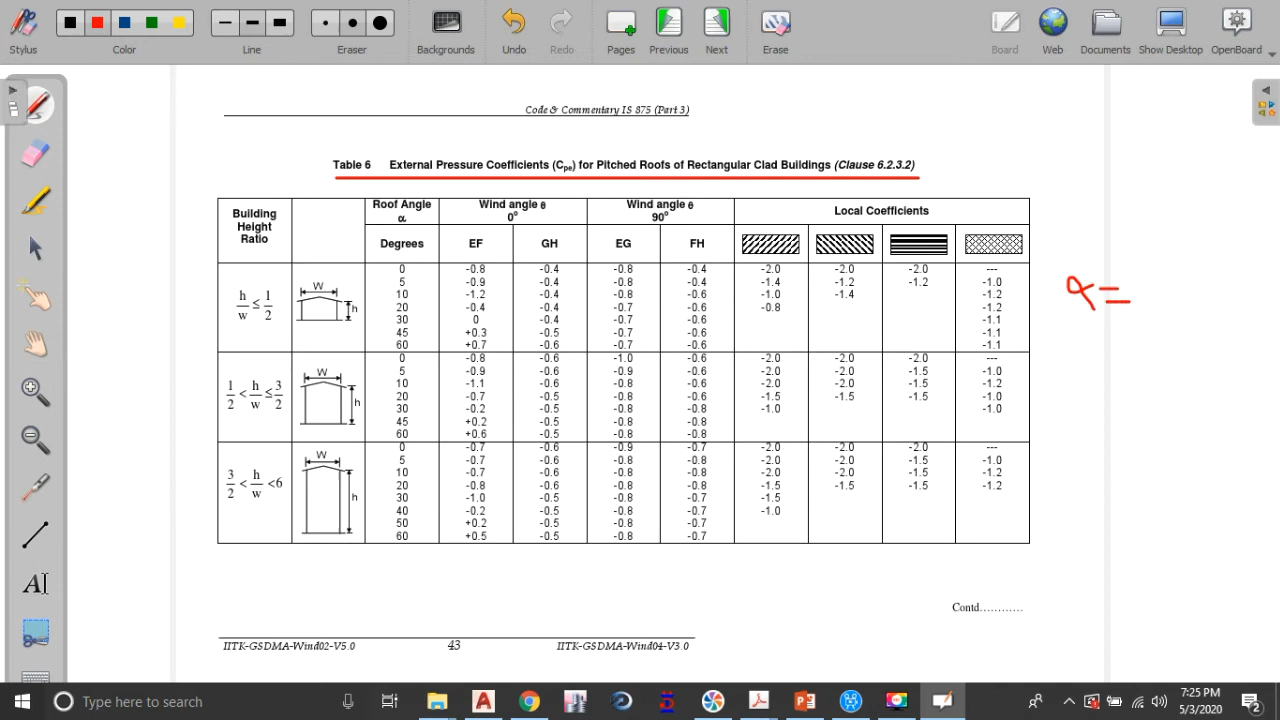 Stylus Color Line Eraser Backgrounds Undo Redo Pages Previous Next Erase Board Web Documents Show Desktop OpenBoard
Code & Commentary IS 875 (Part 3)
Table 6 External Pressure Coefficients (Cpe) for Pitched Roofs of Rectangular Clad Buildings (Clause 6.2.3.2)
Building Height Ratio Roof Angle α Wind angle θ 0° Wind angle θ 90° Local Coefficients
Degrees EF GH EG FH
h/w ≤ 1/2 w h
0 -0.8 -0.4 -0.8 -0.4 -2.0 -2.0 -2.0 ---
5 -0.9 -0.4 -0.8 -0.4 -1.4 -1.2 -1.2 -1.0
10 -1.2 -0.4 -0.8 -0.6 -1.0 -1.4 -1.2
20 -0.4 -0.4 -0.7 -0.6 -0.8 -1.2
30 0 -0.4 -0.7 -0.6 -1.1
45 +0.3 -0.5 -0.7 -0.6 -1.1
60 +0.7 -0.5 -0.7 -0.6 -1.1
1/2 < h/w ≤ 3/2 w h
0 -0.8 -0.6 -1.0 -0.6 -2.0 -2.0 -2.0 ---
5 -0.9 -0.6 -0.9 -0.6 -2.0 -2.0 -1.5 -1.0
10 -1.1 -0.6 -0.8 -0.6 -2.0 -2.0 -1.5 -1.2
20 -0.7 -0.5 -0.8 -0.6 -1.5 -1.5 -1.5 -1.0
30 -0.2 -0.5 -0.8 -0.8 -1.0 -1.0
45 +0.2 -0.5 -0.8 -0.8
60 +0.6 -0.5 -0.8 -0.8
3/2 < h/w < 6 w h
0 -0.7 -0.6 -0.9 -0.7 -2.0 -2.0 -2.0 ---
5 -0.7 -0.6 -0.8 -0.8 -2.0 -2.0 -1.5 -1.0
10 -0.7 -0.6 -0.8 -0.8 -2.0 -2.0 -1.5 -1.2
20 -0.8 -0.6 -0.8 -0.8 -1.5 -1.5 -1.5 -1.2
30 -1.0 -0.5 -0.8 -0.7 -1.5
40 -0.2 -0.5 -0.8 -0.7 -1.0
50 +0.2 -0.5 -0.8 -0.7
60 +0.5 -0.5 -0.8 -0.7
α =
Contd…………
IITK-GSDMA-Wind02-V5.0 43 IITK-GSDMA-Wind04-V3.0
Type here to search
7:25 PM
5/3/2020
2